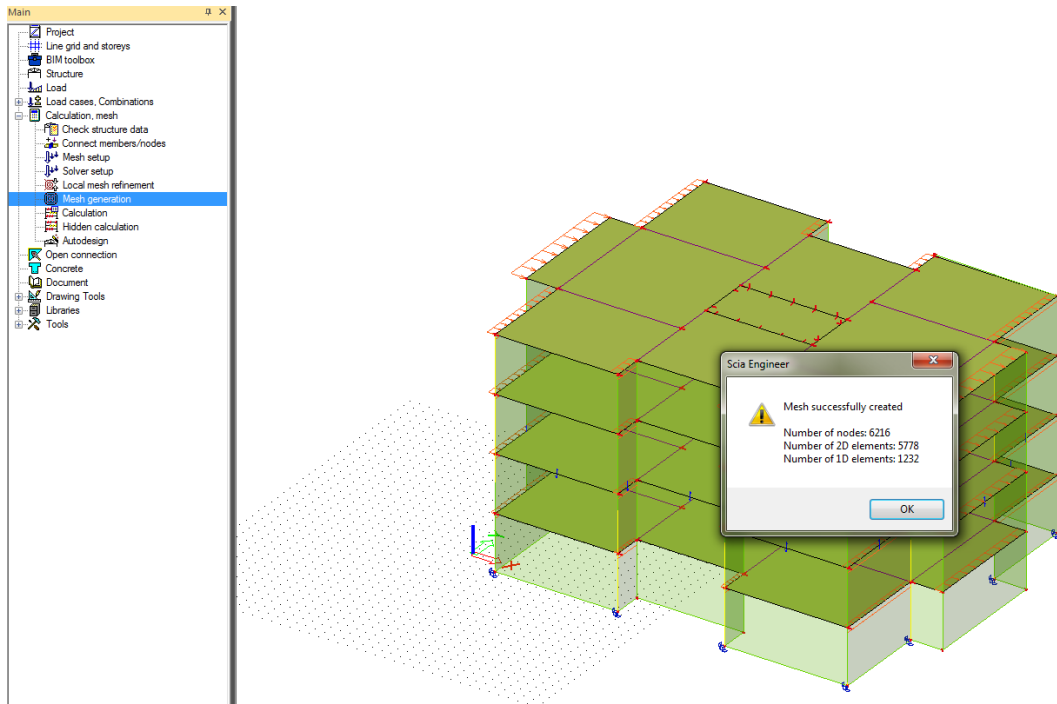 Main
Project
Line grid and storeys
BIM toolbox
Structure
Load
Load cases, Combinations
Calculation, mesh
Check structure data
Connect members/nodes
Mesh setup
Solver setup
Local mesh refinement
Mesh generation
Calculation
Hidden calculation
Autodesign
Open connection
Concrete
Document
Drawing Tools
Libraries
Tools
Scia Engineer
Mesh successfully created
Number of nodes: 6216
Number of 2D elements: 5778
Number of 1D elements: 1232
OK
X